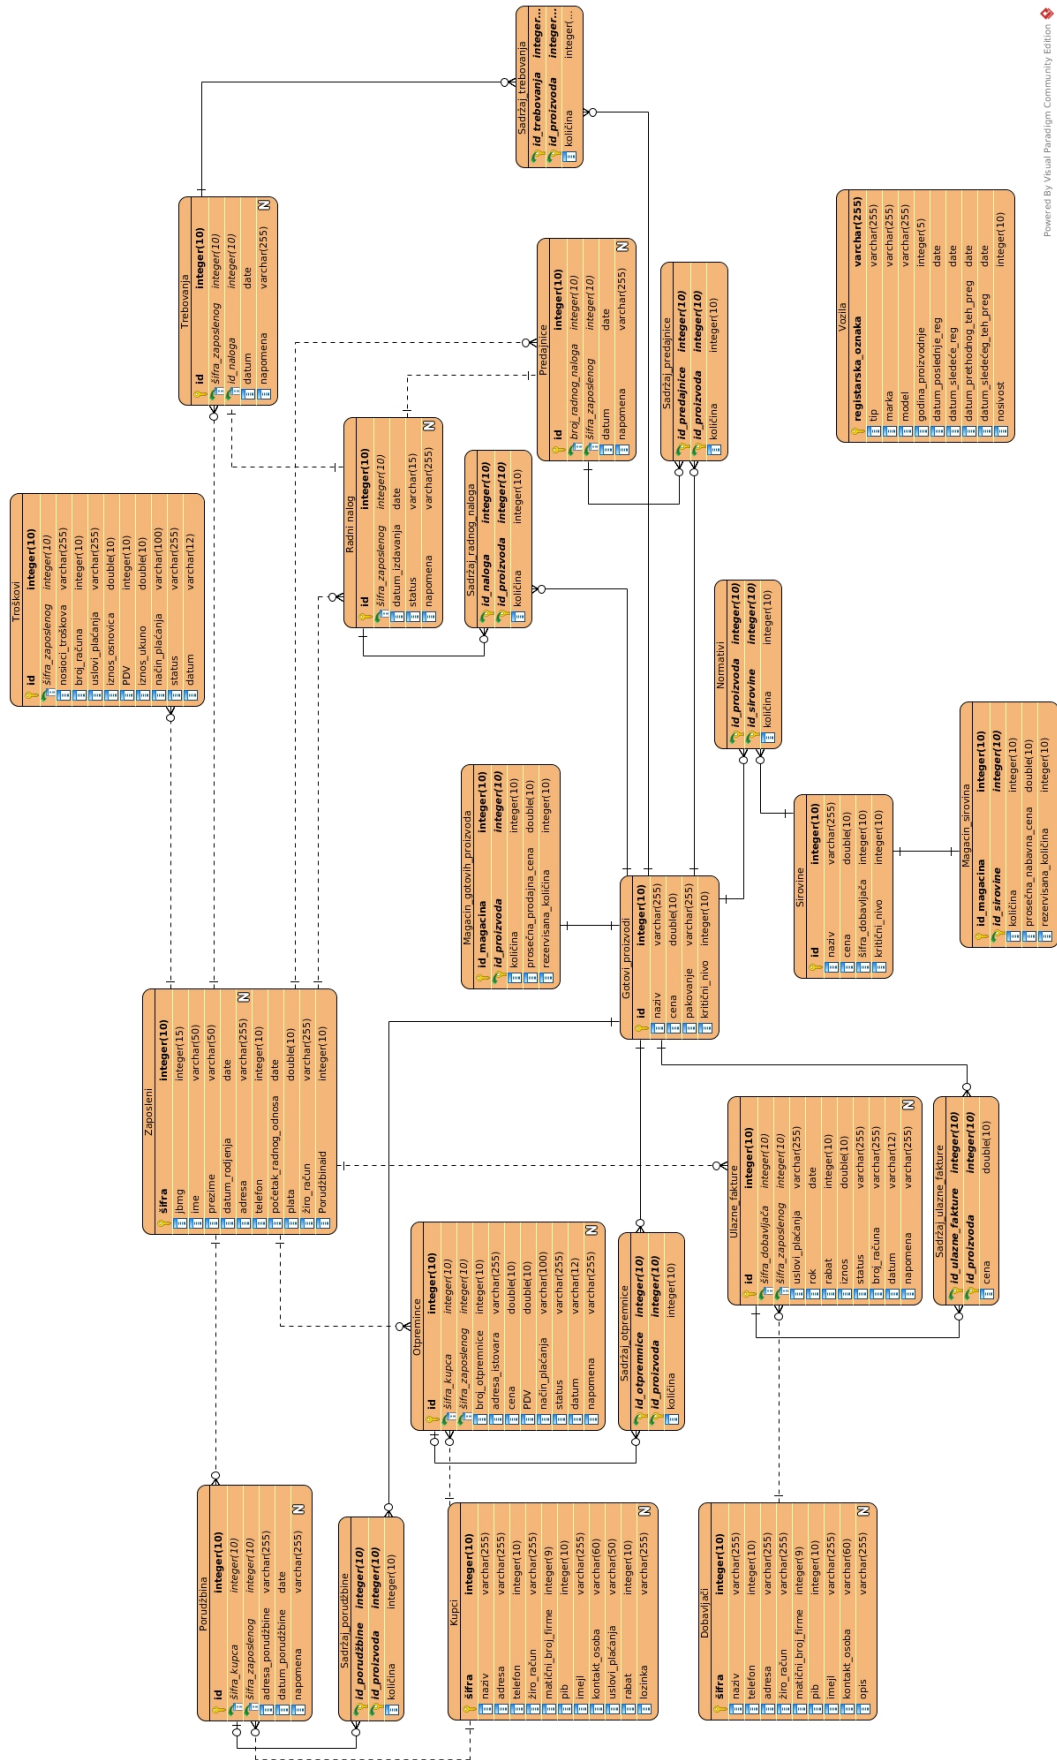 Porudžbina
id integer(10)
šifra_kupca integer(10)
šifra_zaposlenog integer(10)
adresa_porudžbine varchar(255)
datum_porudžbine date
napomena varchar(255)
Sadržaj_porudžbine
id_porudžbine integer(10)
id_proizvoda integer(10)
količina integer(10)
Kupci
šifra integer(10)
naziv varchar(255)
adresa varchar(255)
telefon integer(10)
žiro_račun varchar(255)
matični_broj_firme integer(9)
pib integer(10)
imejl varchar(255)
kontakt_osoba varchar(60)
uslovi_plaćanja varchar(50)
rabat integer(10)
lozinka varchar(255)
Dobavljači
šifra integer(10)
naziv varchar(255)
telefon integer(10)
adresa varchar(255)
žiro_račun varchar(255)
matični_broj_firme integer(9)
pib integer(10)
imejl varchar(255)
kontakt_osoba varchar(60)
opis varchar(255)
Zaposleni
šifra integer(10)
jbmg integer(15)
ime varchar(50)
prezime varchar(50)
datum_rodjenja date
adresa varchar(255)
telefon integer(10)
početak_radnog_odnosa date
plata double(10)
žiro_račun varchar(255)
Porudžbinaid integer(10)
Otpremince
id integer(10)
šifra_kupca integer(10)
šifra_zaposlenog integer(10)
broj_otpremnice integer(10)
adresa_istovara varchar(255)
cena double(10)
PDV double(10)
način_plaćanja varchar(100)
status varchar(255)
datum varchar(12)
napomena varchar(255)
Sadržaj_otpremnice
id_otpremnice integer(10)
id_proizvoda integer(10)
količina integer(10)
Ulazne_fakture
id integer(10)
šifra_dobavljača integer(10)
šifra_zaposlenog integer(10)
uslovi_plaćanja varchar(255)
rok date
rabat integer(10)
iznos double(10)
status varchar(255)
broj_računa varchar(255)
datum varchar(12)
napomena varchar(255)
Sadržaj_ulazne_fakture
id_ulazne_fakture integer(10)
id_proizvoda integer(10)
cena double(10)
Magacin_gotovih_proizvoda
id_magacina integer(10)
id_proizvoda integer(10)
količina integer(10)
prosečna_prodajna_cena double(10)
rezervisana_količina integer(10)
Gotovi_proizvodi
id integer(10)
naziv varchar(255)
cena double(10)
pakovanje varchar(255)
kritični_nivo integer(10)
Sirovine
id integer(10)
naziv varchar(255)
cena double(10)
šifra_dobavljača integer(10)
kritični_nivo integer(10)
Magacin_sirovina
id_magacina integer(10)
id_sirovine integer(10)
količina integer(10)
prosečna_nabavna_cena double(10)
rezervisana_količina integer(10)
Normativi
id_proizvoda integer(10)
id_sirovine integer(10)
količina integer(10)
Troškovi
id integer(10)
šifra_zaposleno integer(10)
nosioci_troškova varchar(255)
broj_računa integer(10)
uslovi_plaćanja varchar(255)
iznos_osnovica double(10)
PDV integer(10)
iznos_ukuno double(10)
način_plaćanja varchar(100)
status varchar(255)
datum varchar(12)
Radni nalog
id integer(10)
šifra_zaposlenog integer(10)
datum_izdavanja date
status varchar(15)
napomena varchar(255)
Sadržaj_radnog_naloga
id_naloga integer(10)
id_proizvoda integer(10)
količina integer(10)
Trebovanja
id integer(10)
šifra_zaposlenog integer(10)
id_naloga integer(10)
datum date
napomena varchar(255)
Predajnice
id integer(10)
broj_radnog_naloga integer(10)
šifra_zaposlenog integer(10)
datum date
napomena varchar(255)
Sadržaj_predajnice
id_predajnice integer(10)
id_proizvoda integer(10)
količina integer(10)
Sadržaj_trebovanja
id_trebovanja integer...
id_proizvoda integer...
količina integer(...
Vozila
registarska_oznaka varchar(255)
tip varchar(255)
marka varchar(255)
model varchar(255)
godina_proizvodnje integer(5)
datum_poslednje_reg date
datum_sledeće_reg date
datum_prethodnog_teh_preg date
datum_sledećeg_teh_preg date
nosivost integer(10)
Powered By Visual Paradigm Community Edition